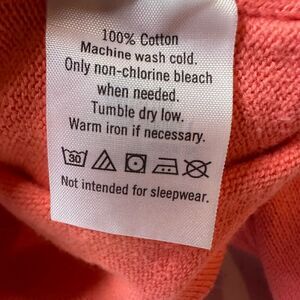 100% Cotton
Machine wash cold.
Only non-chlorine bleach
when needed.
Tumble dry low.
Warm iron if necessary.
30
Not intended for sleepwear.